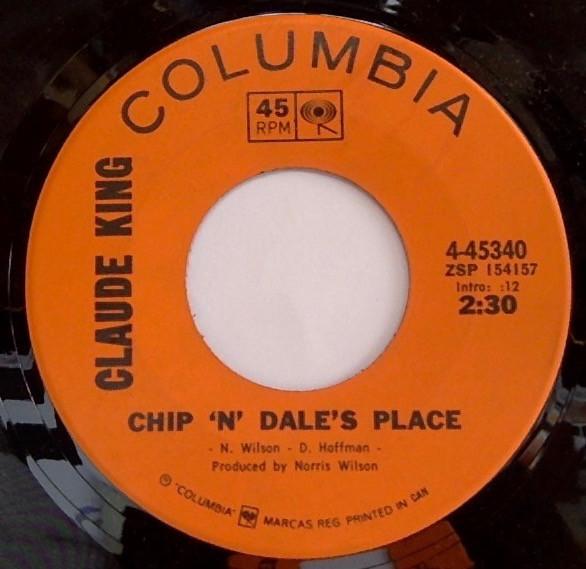 COLUMBIA
45
RPM
CLAUDE KING
4-45340
ZSP 154157
Intro: :12
2:30
CHIP 'N' DALE'S PLACE
- N. Wilson - D. Hoffman -
Produced by Norris Wilson
℗ "COLUMBIA" MARCAS REG PRINTED IN CAN